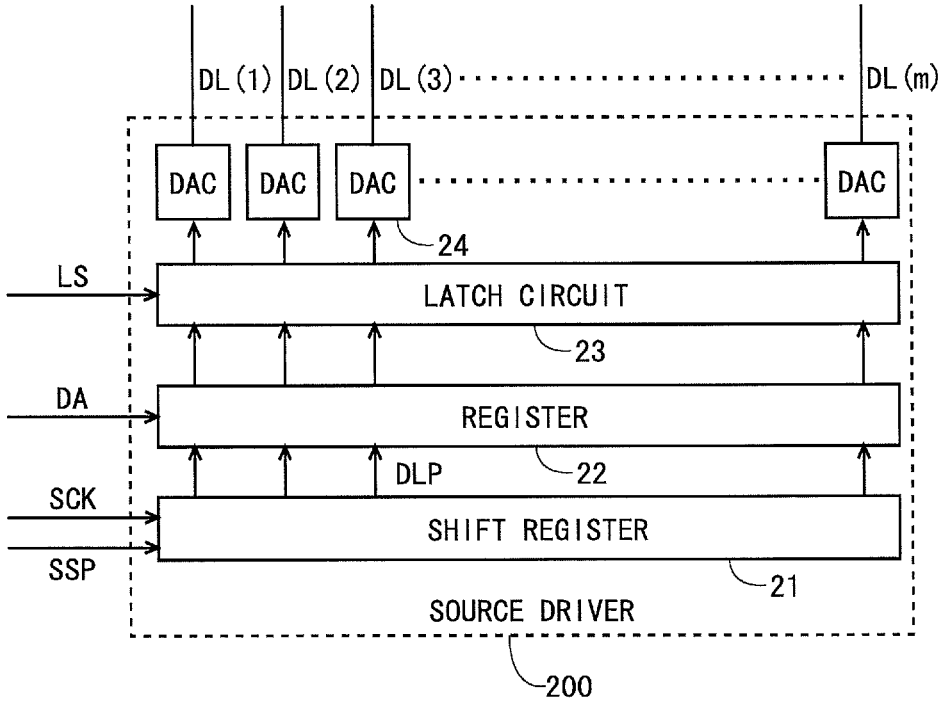 DL(1) DL(2) DL(3) DL(m)
DAC DAC DAC DAC
24
LS
LATCH CIRCUIT
23
DA
REGISTER
22
DLP
SCK
SHIFT REGISTER
SSP
21
SOURCE DRIVER
200